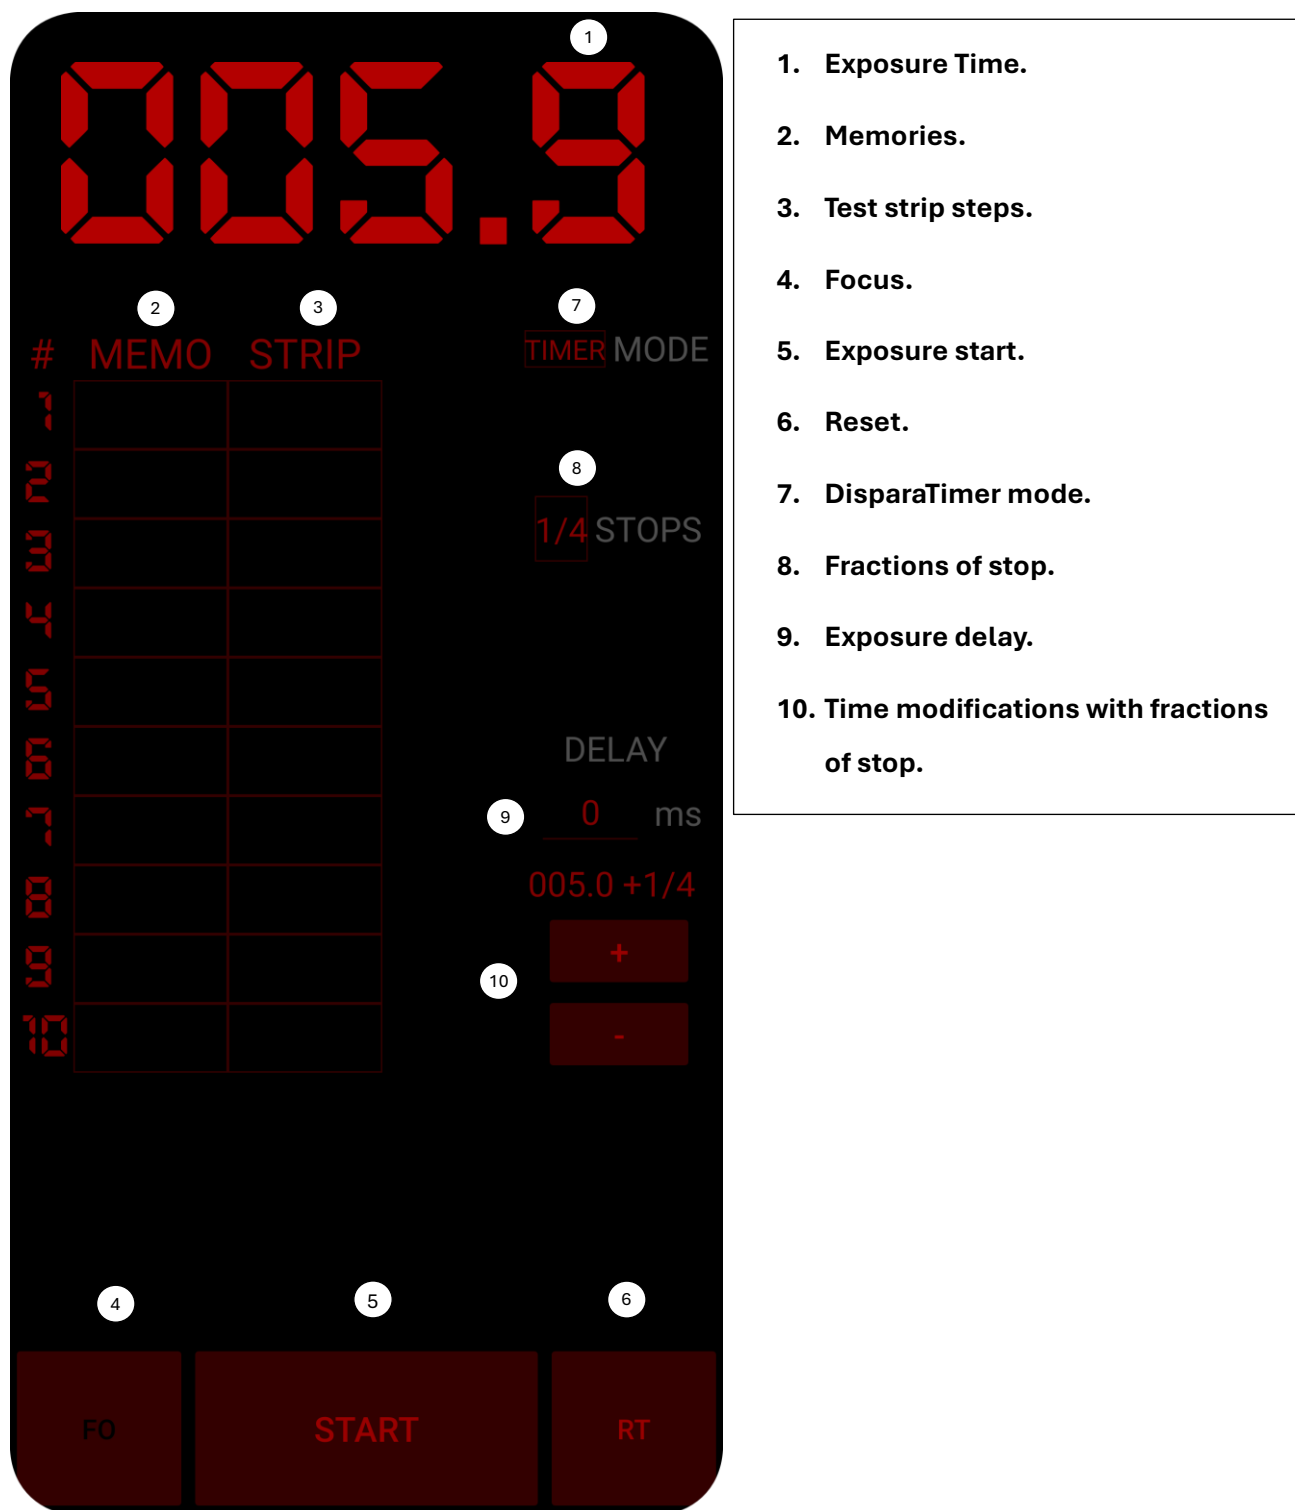 1
005.9
2 3 7
# MEMO STRIP TIMER MODE
1
2
8
3
1/4 STOPS
4
5
6
DELAY
7
9 0 ms
8
005.0 +1/4
9
+
10
10
-
4 5 6
FO START RT
1. Exposure Time.
2. Memories.
3. Test strip steps.
4. Focus.
5. Exposure start.
6. Reset.
7. DisparaTimer mode.
8. Fractions of stop.
9. Exposure delay.
10. Time modifications with fractions
of stop.